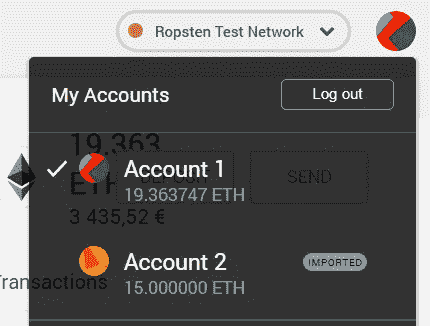 Ropsten Test Network
My Accounts
Log out
19.363
ETH
DEPOSIT
SEND
Account 1
19.363747 ETH
3 435,52 €
Account 2
IMPORTED
15.000000 ETH
Transactions